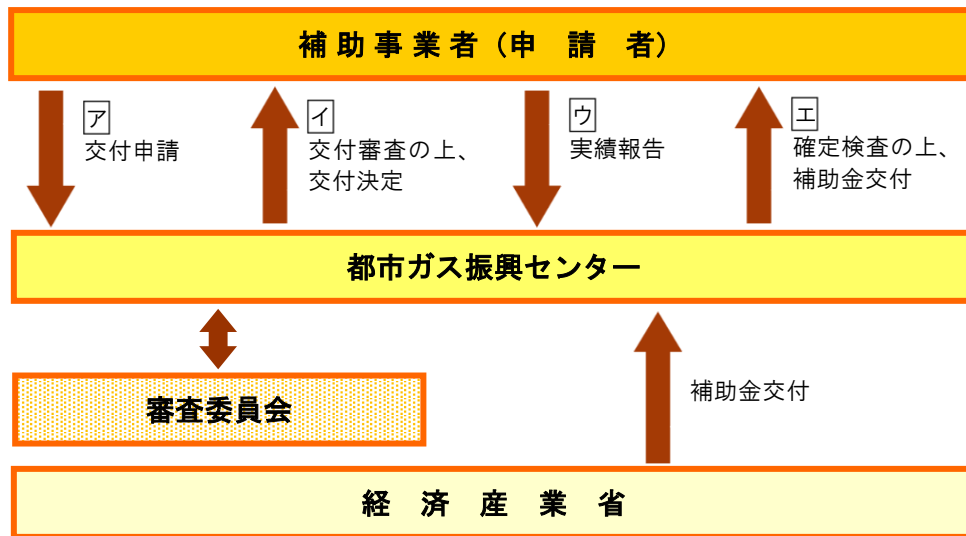 補助事業者（申　請　者）
ア
交付申請
イ
交付審査の上、
交付決定
ウ
実績報告
エ
確定検査の上、
補助金交付
都市ガス振興センター
審査委員会
補助金交付
経　済　産　業　省